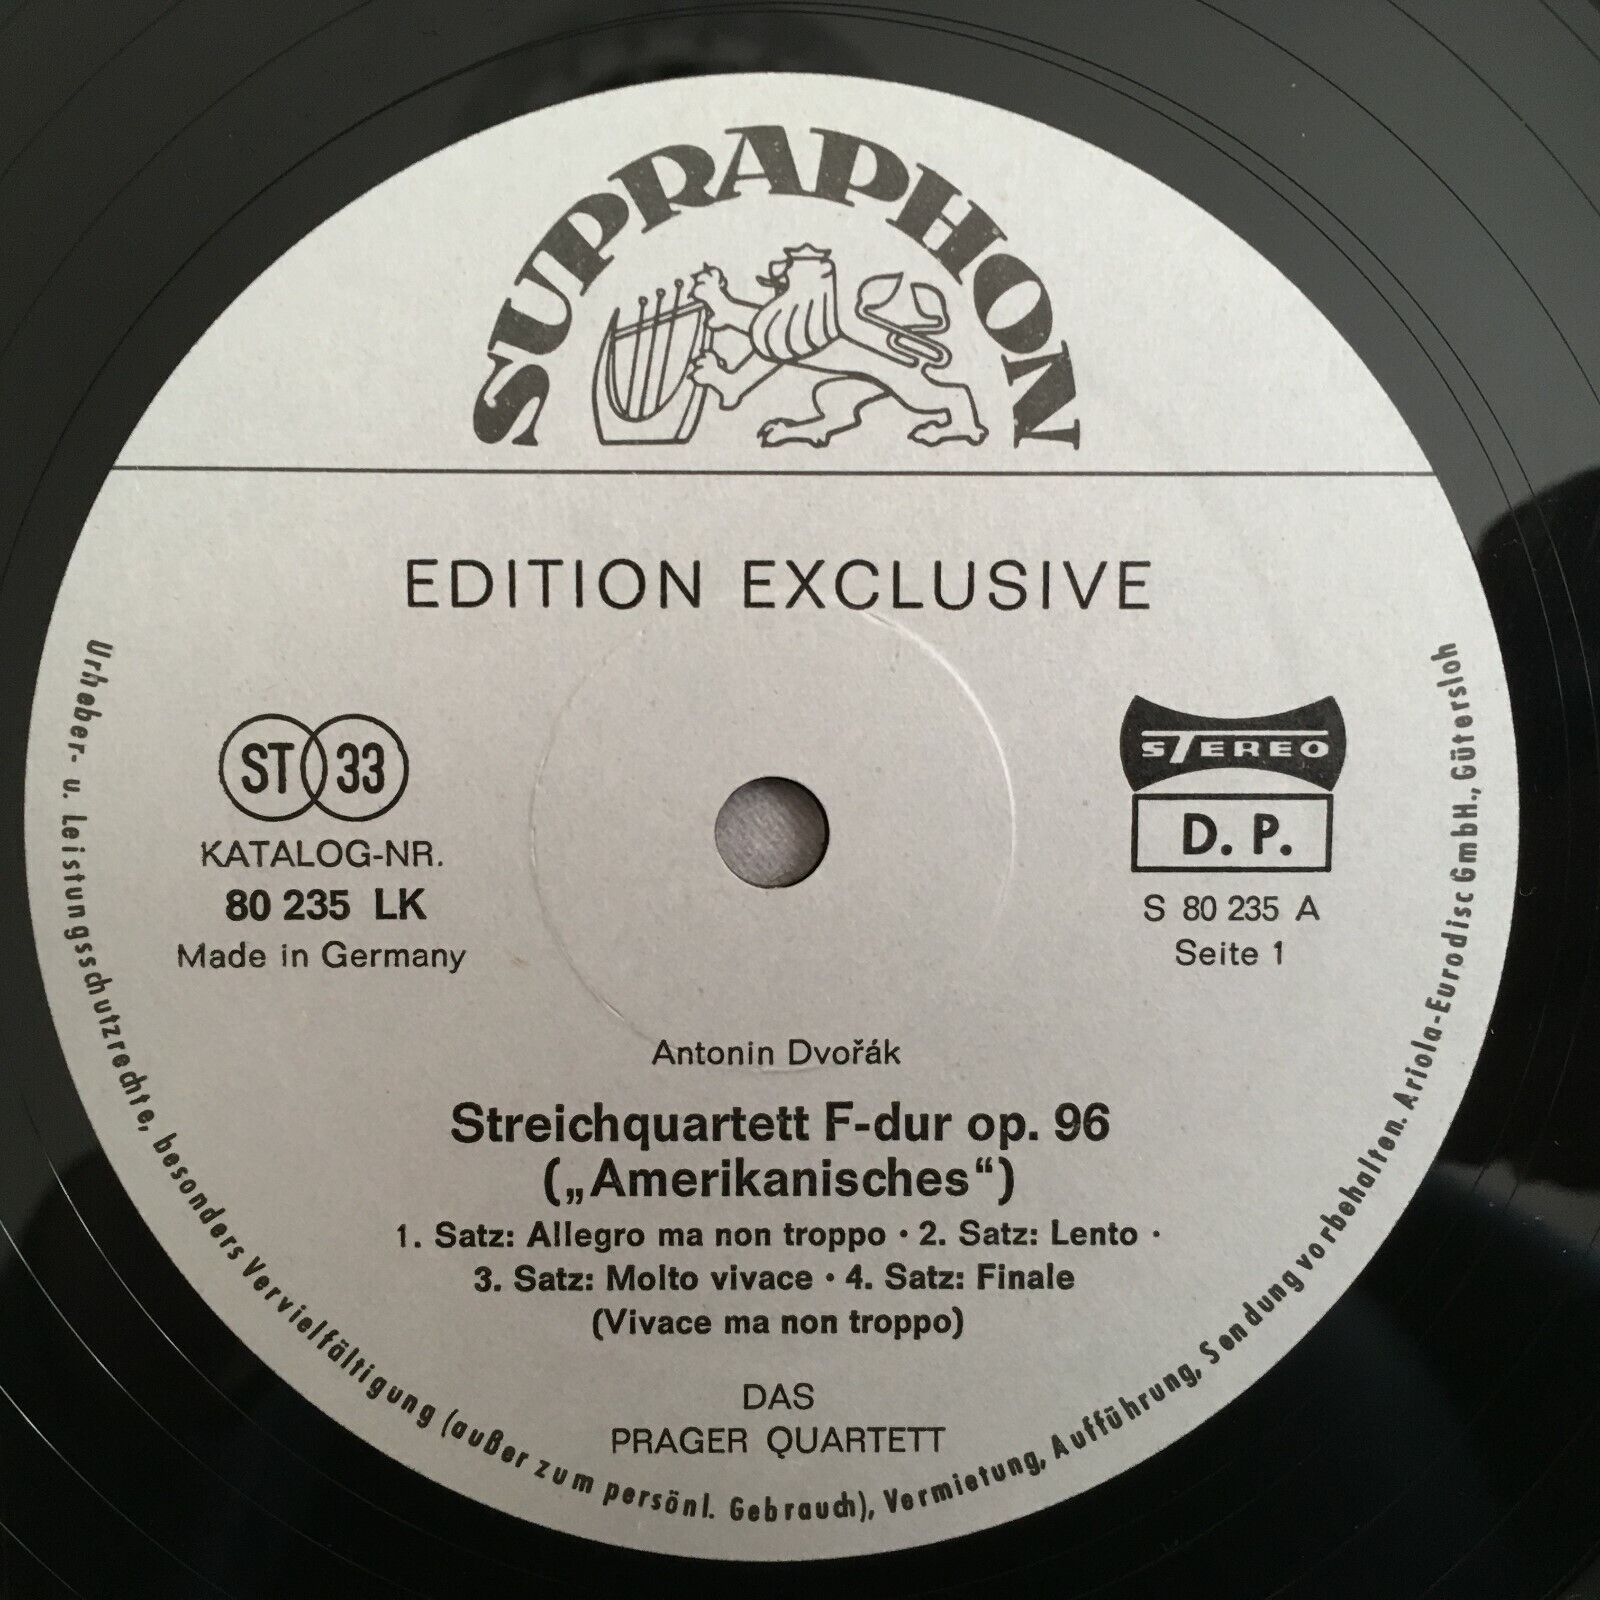 SUPRAPHON
EDITION EXCLUSIVE
ST 33
KATALOG-NR.
80 235 LK
Made in Germany
STEREO
D. P.
S 80 235 A
Seite 1
Antonin Dvořák
Streichquartett F-dur op. 96
(„Amerikanisches“)
1. Satz: Allegro ma non troppo · 2. Satz: Lento ·
3. Satz: Molto vivace · 4. Satz: Finale
(Vivace ma non troppo)
DAS
PRAGER QUARTETT
Urheber- u. Leistungsschutzrechte, besonders Vervielfältigung (außer zum persönl. Gebrauch), Vermietung, Aufführung, Sendung vorbehalten. Ariola-Eurodisc GmbH., Gütersloh